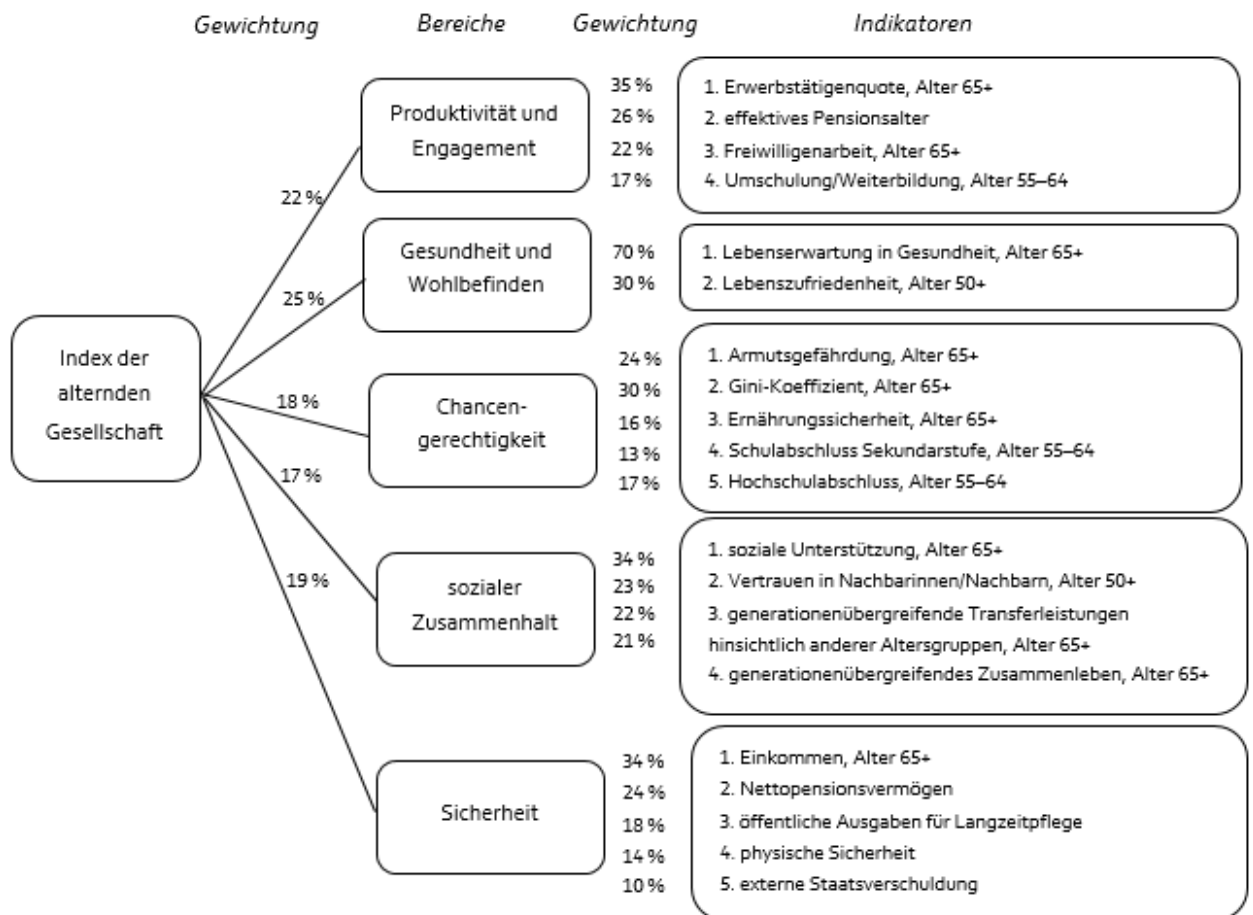 Gewichtung Bereiche Gewichtung Indikatoren
Index der
alternden
Gesellschaft
22 %
Produktivität und
Engagement
35 % 1. Erwerbstätigenquote, Alter 65+
26 % 2. effektives Pensionsalter
22 % 3. Freiwilligenarbeit, Alter 65+
17 % 4. Umschulung/Weiterbildung, Alter 55–64
25 %
Gesundheit und
Wohlbefinden
70 % 1. Lebenserwartung in Gesundheit, Alter 65+
30 % 2. Lebenszufriedenheit, Alter 50+
18 %
Chancen-
gerechtigkeit
24 % 1. Armutsgefährdung, Alter 65+
30 % 2. Gini-Koeffizient, Alter 65+
16 % 3. Ernährungssicherheit, Alter 65+
13 % 4. Schulabschluss Sekundarstufe, Alter 55–64
17 % 5. Hochschulabschluss, Alter 55–64
17 %
sozialer
Zusammenhalt
34 % 1. soziale Unterstützung, Alter 65+
23 % 2. Vertrauen in Nachbarinnen/Nachbarn, Alter 50+
22 % 3. generationenübergreifende Transferleistungen
hinsichtlich anderer Altersgruppen, Alter 65+
21 % 4. generationenübergreifendes Zusammenleben, Alter 65+
19 %
Sicherheit
34 % 1. Einkommen, Alter 65+
24 % 2. Nettopensionsvermögen
18 % 3. öffentliche Ausgaben für Langzeitpflege
14 % 4. physische Sicherheit
10 % 5. externe Staatsverschuldung